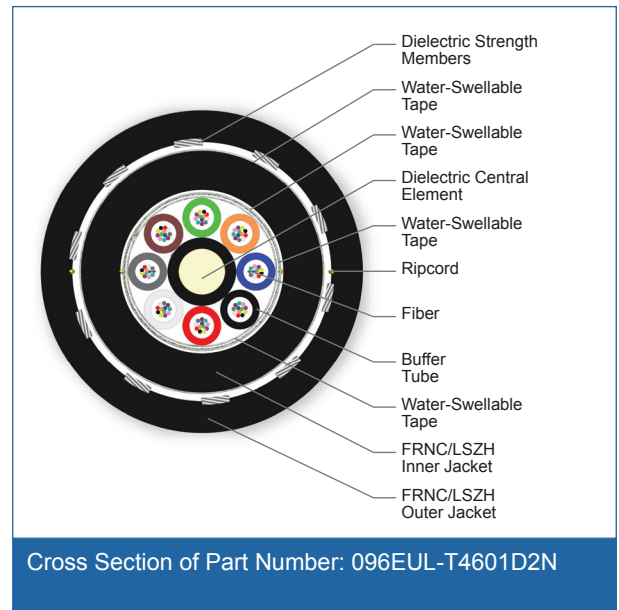 Dielectric Strength
Members
Water-Swellable
Tape
Water-Swellable
Tape
Dielectric Central
Element
Water-Swellable
Tape
Ripcord
Fiber
Buffer
Tube
Water-Swellable
Tape
FRNC/LSZH
Inner Jacket
FRNC/LSZH
Outer Jacket
Cross Section of Part Number: 096EUL-T4601D2N